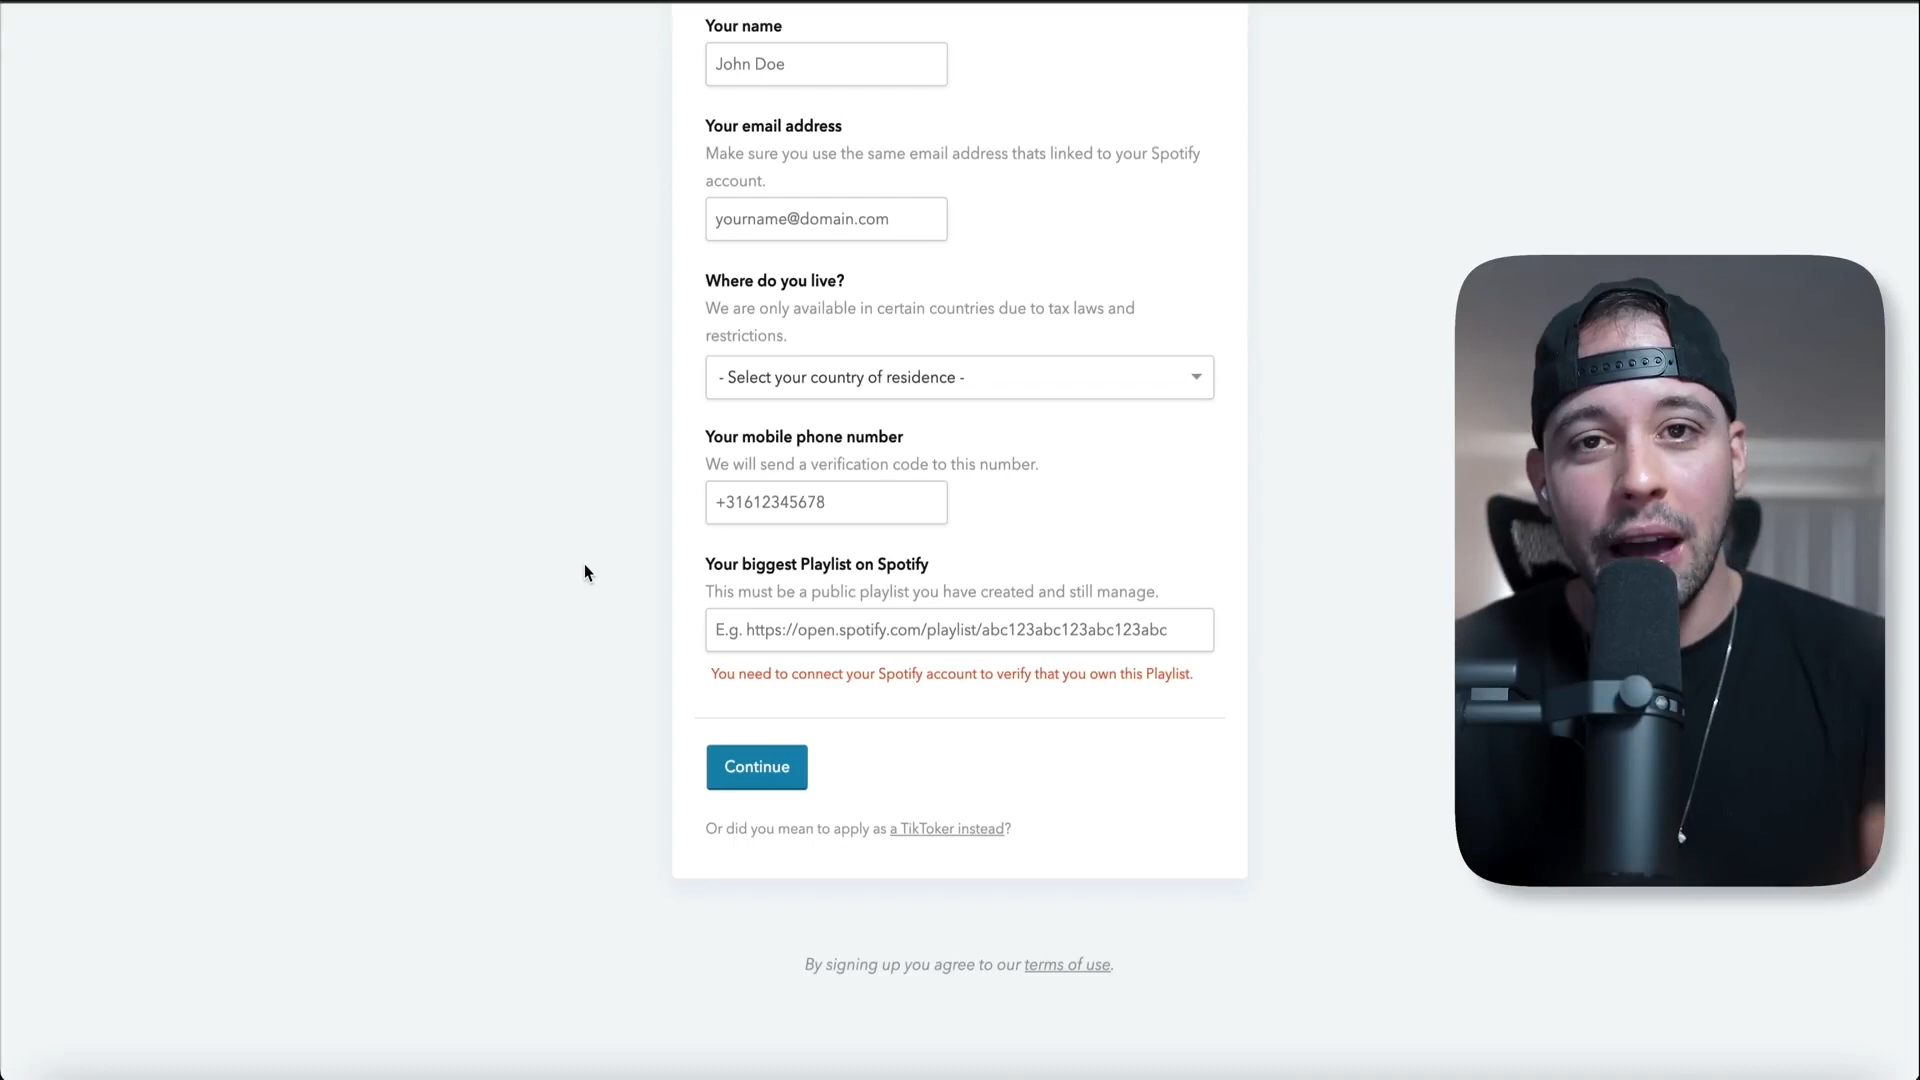 Your name
John Doe
Your email address
Make sure you use the same email address thats linked to your Spotify
account.
yourname@domain.com
Where do you live?
We are only available in certain countries due to tax laws and
restrictions.
- Select your country of residence -
Your mobile phone number
We will send a verification code to this number.
+31612345678
Your biggest Playlist on Spotify
This must be a public playlist you have created and still manage.
E.g. https://open.spotify.com/playlist/abc123abc123abc123abc
You need to connect your Spotify account to verify that you own this Playlist.
Continue
Or did you mean to apply as a TikToker instead?
By signing up you agree to our terms of use.